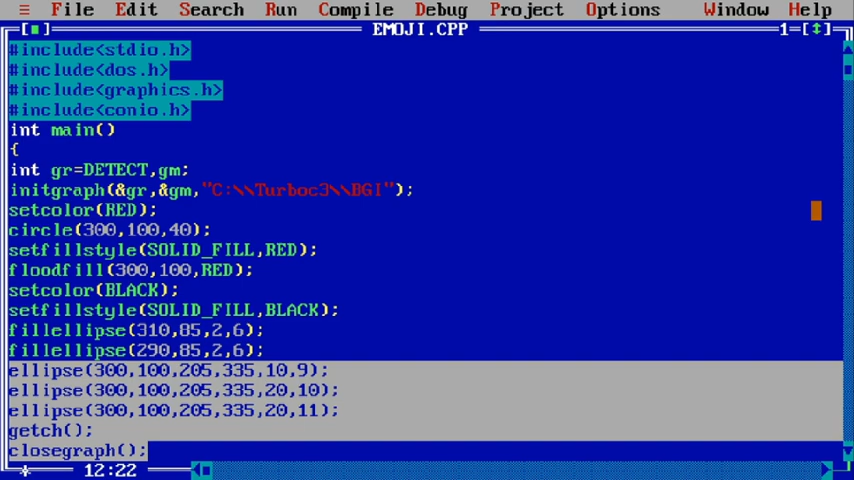 ≡ File Edit Search Run Compile Debug Project Options Window Help
[■] EMOJI.CPP 1=[↕]
#include<stdio.h>
#include<dos.h>
#include<graphics.h>
#include<conio.h>
int main()
{
int gr=DETECT,gm;
initgraph(&gr,&gm,"C:\\Turboc3\\BGI");
setcolor(RED);
circle(300,100,40);
setfillstyle(SOLID_FILL,RED);
floodfill(300,100,RED);
setcolor(BLACK);
setfillstyle(SOLID_FILL,BLACK);
fillellipse(310,85,2,6);
fillellipse(290,85,2,6);
ellipse(300,100,205,335,10,9);
ellipse(300,100,205,335,20,10);
ellipse(300,100,205,335,20,11);
getch();
closegraph();
* 12:22